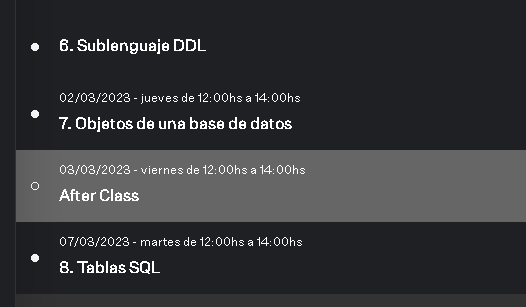 6. Sublenguaje DDL
02/03/2023 - jueves de 12:00hs a 14:00hs
7. Objetos de una base de datos
03/03/2023 - viernes de 12:00hs a 14:00hs
After Class
07/03/2023 - martes de 12:00hs a 14:00hs
8. Tablas SQL